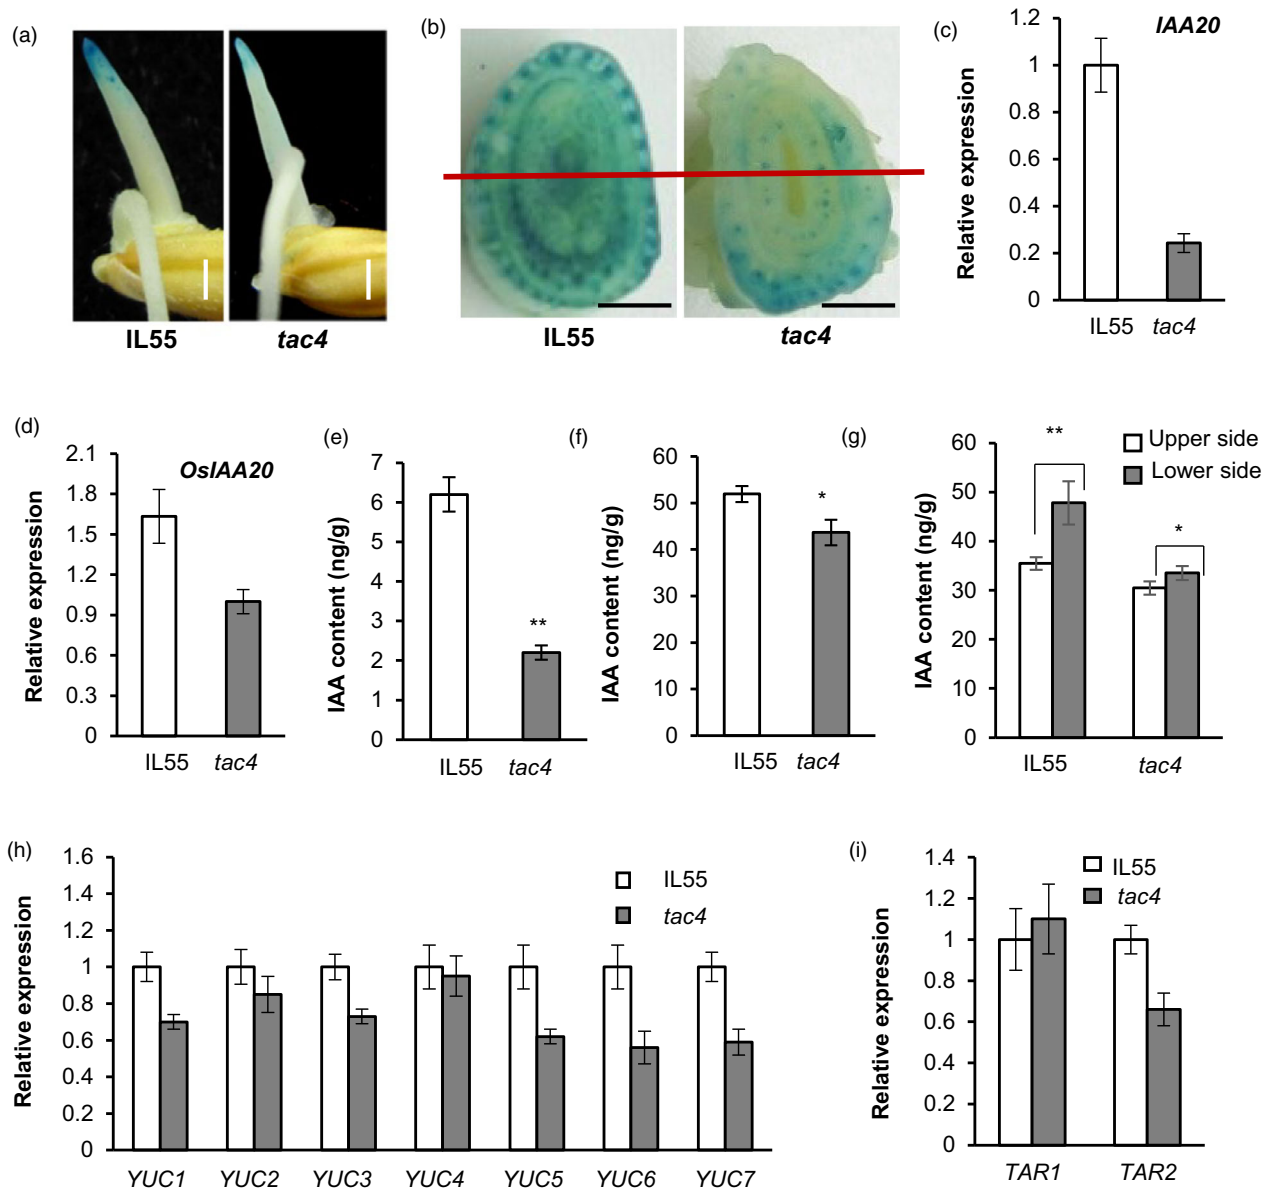 (a)
IL55 tac4
(b)
IL55 tac4
(c)
IAA20
Relative expression
1.2
1
0.8
0.6
0.4
0.2
0
IL55 tac4
(d)
OsIAA20
Relative expression
2.1
1.8
1.5
1.2
0.9
0.6
0.3
0
IL55 tac4
(e)
IAA content (ng/g)
7
6
5
4
3
2
1
0
**
IL55 tac4
(f)
IAA content (ng/g)
60
50
40
30
20
10
0
*
IL55 tac4
(g)
IAA content (ng/g)
60
50
40
30
20
10
0
**
*
Upper side
Lower side
IL55 tac4
(h)
Relative expression
1.6
1.4
1.2
1
0.8
0.6
0.4
0.2
0
IL55
tac4
YUC1 YUC2 YUC3 YUC4 YUC5 YUC6 YUC7
(i)
Relative expression
1.4
1.2
1
0.8
0.6
0.4
0.2
0
IL55
tac4
TAR1 TAR2